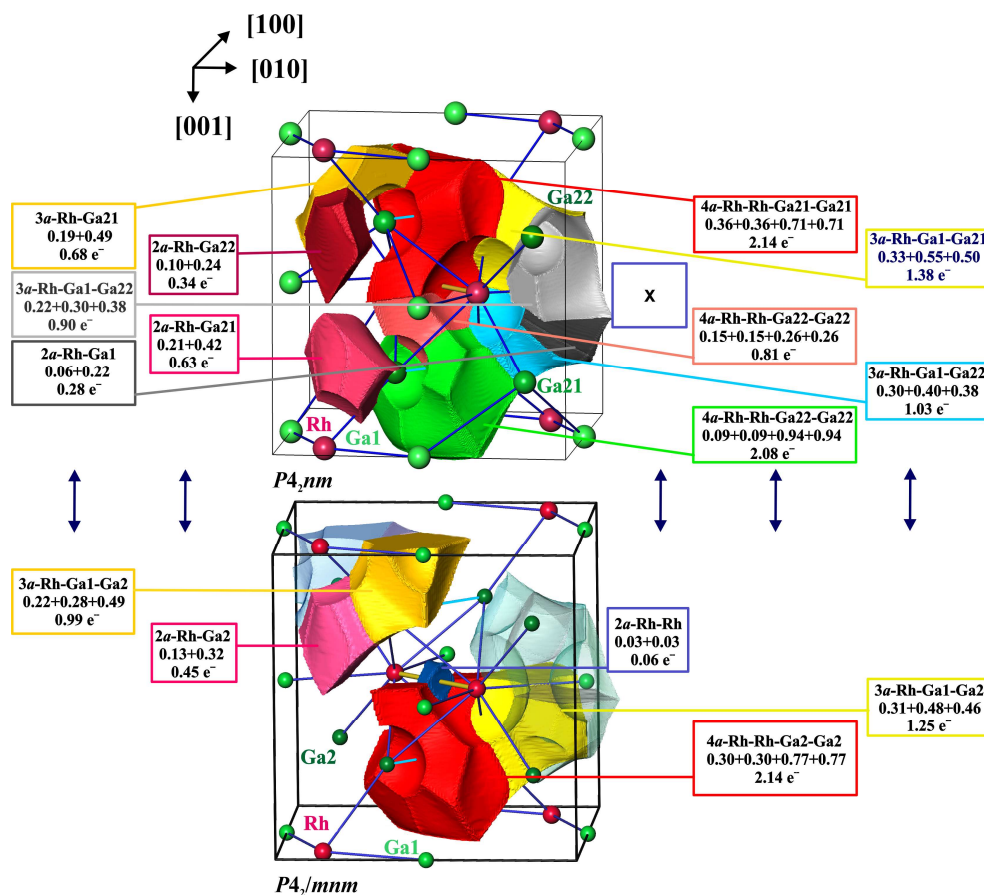 [100]
[010]
[001]
Ga22
3a-Rh-Ga21
0.19+0.49
0.68 e⁻
2a-Rh-Ga22
0.10+0.24
0.34 e⁻
3a-Rh-Ga1-Ga22
0.22+0.30+0.38
0.90 e⁻
2a-Rh-Ga21
0.21+0.42
0.63 e⁻
2a-Rh-Ga1
0.06+0.22
0.28 e⁻
4a-Rh-Rh-Ga21-Ga21
0.36+0.36+0.71+0.71
2.14 e⁻
3a-Rh-Ga1-Ga21
0.33+0.55+0.50
1.38 e⁻
X
4a-Rh-Rh-Ga22-Ga22
0.15+0.15+0.26+0.26
0.81 e⁻
3a-Rh-Ga1-Ga22
0.30+0.40+0.38
1.03 e⁻
Ga21
4a-Rh-Rh-Ga22-Ga22
0.09+0.09+0.94+0.94
2.08 e⁻
Rh
Ga1
P4₂nm
3a-Rh-Ga1-Ga2
0.22+0.28+0.49
0.99 e⁻
2a-Rh-Ga2
0.13+0.32
0.45 e⁻
2a-Rh-Rh
0.03+0.03
0.06 e⁻
3a-Rh-Ga1-Ga2
0.31+0.48+0.46
1.25 e⁻
Ga2
4a-Rh-Rh-Ga2-Ga2
0.30+0.30+0.77+0.77
2.14 e⁻
Rh
Ga1
P4₂/mnm